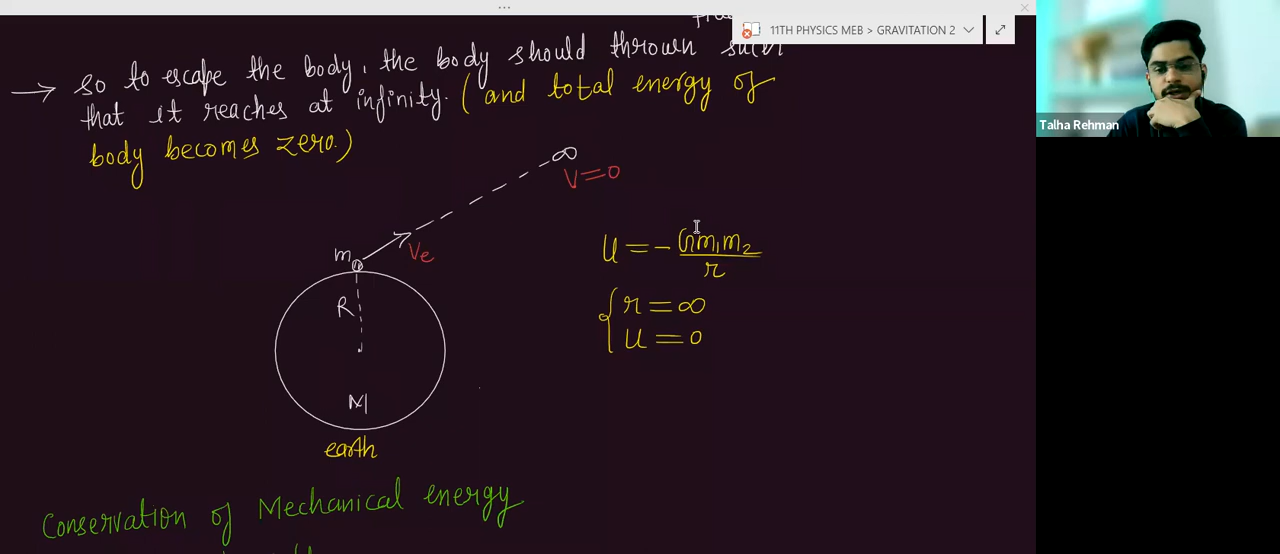 11TH PHYSICS MEB > GRAVITATION 2
→ so to escape the body, the body should thrown such
that it reaches at infinity. (and total energy of
body becomes zero.)
∞
V=0
m
Ve
R
M
earth
U = - Gm₁m₂
r
r = ∞
U = 0
Conservation of Mechanical energy
Talha Rehman